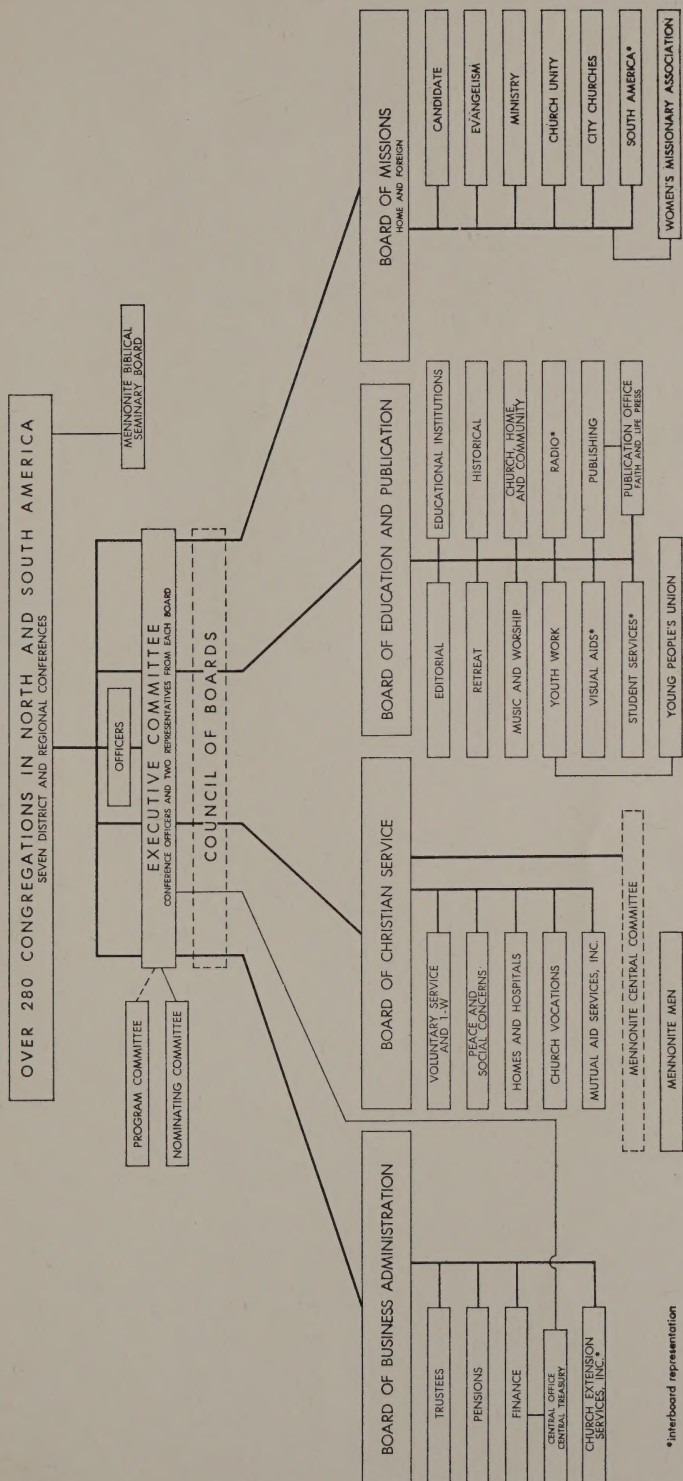 OVER 280 CONGREGATIONS IN NORTH AND SOUTH AMERICA
SEVEN DISTRICT AND REGIONAL CONFERENCES
MENNONITE BIBLICAL
SEMINARY BOARD
OFFICERS
PROGRAM COMMITTEE
NOMINATING COMMITTEE
EXECUTIVE COMMITTEE
CONFERENCE OFFICERS AND TWO REPRESENTATIVES FROM EACH BOARD
COUNCIL OF BOARDS
BOARD OF BUSINESS ADMINISTRATION
TRUSTEES
PENSIONS
FINANCE
CENTRAL OFFICE
CENTRAL TREASURY
CHURCH EXTENSION
SERVICES, INC.*
BOARD OF CHRISTIAN SERVICE
VOLUNTARY SERVICE
AND 1-W
PEACE AND
SOCIAL CONCERNS
HOMES AND HOSPITALS
CHURCH VOCATIONS
MUTUAL AID SERVICES, INC.
MENNONITE CENTRAL COMMITTEE
MENNONITE MEN
BOARD OF EDUCATION AND PUBLICATION
EDITORIAL
RETREAT
MUSIC AND WORSHIP
YOUTH WORK
VISUAL AIDS*
STUDENT SERVICES*
YOUNG PEOPLE'S UNION
EDUCATIONAL INSTITUTIONS
HISTORICAL
CHURCH, HOME,
AND COMMUNITY
RADIO*
PUBLISHING
PUBLICATION OFFICE
FAITH AND LIFE PRESS
BOARD OF MISSIONS
HOME AND FOREIGN
CANDIDATE
EVANGELISM
MINISTRY
CHURCH UNITY
CITY CHURCHES
SOUTH AMERICA*
WOMEN'S MISSIONARY ASSOCIATION
*interboard representation